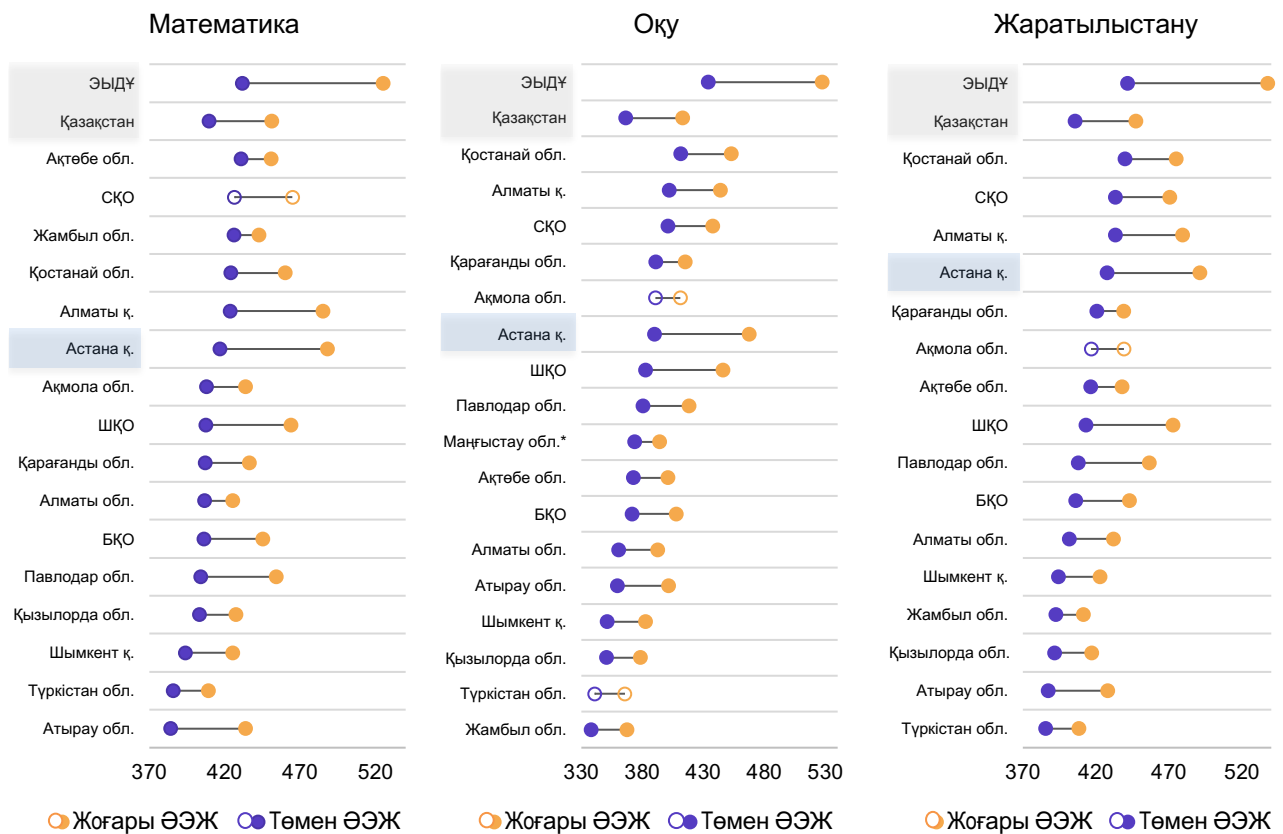 Математика
ЭЫДҰ
Қазақстан
Ақтөбе обл.
СҚО
Жамбыл обл.
Қостанай обл.
Алматы қ.
Астана қ.
Ақмола обл.
ШҚО
Қарағанды обл.
Алматы обл.
БҚО
Павлодар обл.
Қызылорда обл.
Шымкент қ.
Түркістан обл.
Атырау обл.
370 420 470 520
Жоғары ӘЭЖ Төмен ӘЭЖ
Оқу
ЭЫДҰ
Қазақстан
Қостанай обл.
Алматы қ.
СҚО
Қарағанды обл.
Ақмола обл.
Астана қ.
ШҚО
Павлодар обл.
Маңғыстау обл.*
Ақтөбе обл.
БҚО
Алматы обл.
Атырау обл.
Шымкент қ.
Қызылорда обл.
Түркістан обл.
Жамбыл обл.
330 380 430 480 530
Жоғары ӘЭЖ Төмен ӘЭЖ
Жаратылыстану
ЭЫДҰ
Қазақстан
Қостанай обл.
СҚО
Алматы қ.
Астана қ.
Қарағанды обл.
Ақмола обл.
Ақтөбе обл.
ШҚО
Павлодар обл.
БҚО
Алматы обл.
Шымкент қ.
Жамбыл обл.
Қызылорда обл.
Атырау обл.
Түркістан обл.
370 420 470 520
Жоғары ӘЭЖ Төмен ӘЭЖ